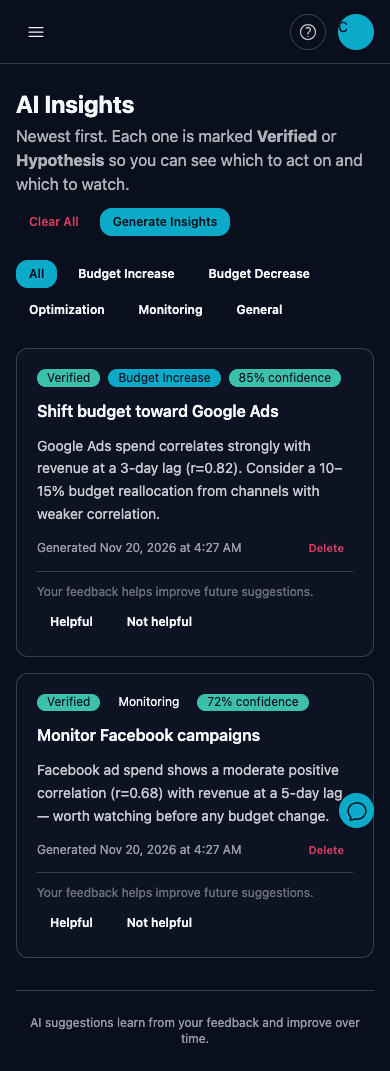 C
AI Insights
Newest first. Each one is marked Verified or
Hypothesis so you can see which to act on and
which to watch.
Clear All Generate Insights
All Budget Increase Budget Decrease
Optimization Monitoring General
Verified Budget Increase 85% confidence
Shift budget toward Google Ads
Google Ads spend correlates strongly with
revenue at a 3-day lag (r=0.82). Consider a 10–
15% budget reallocation from channels with
weaker correlation.
Generated Nov 20, 2026 at 4:27 AM Delete
Your feedback helps improve future suggestions.
Helpful Not helpful
Verified Monitoring 72% confidence
Monitor Facebook campaigns
Facebook ad spend shows a moderate positive
correlation (r=0.68) with revenue at a 5-day lag
— worth watching before any budget change.
Generated Nov 20, 2026 at 4:27 AM Delete
Your feedback helps improve future suggestions.
Helpful Not helpful
AI suggestions learn from your feedback and improve over
time.